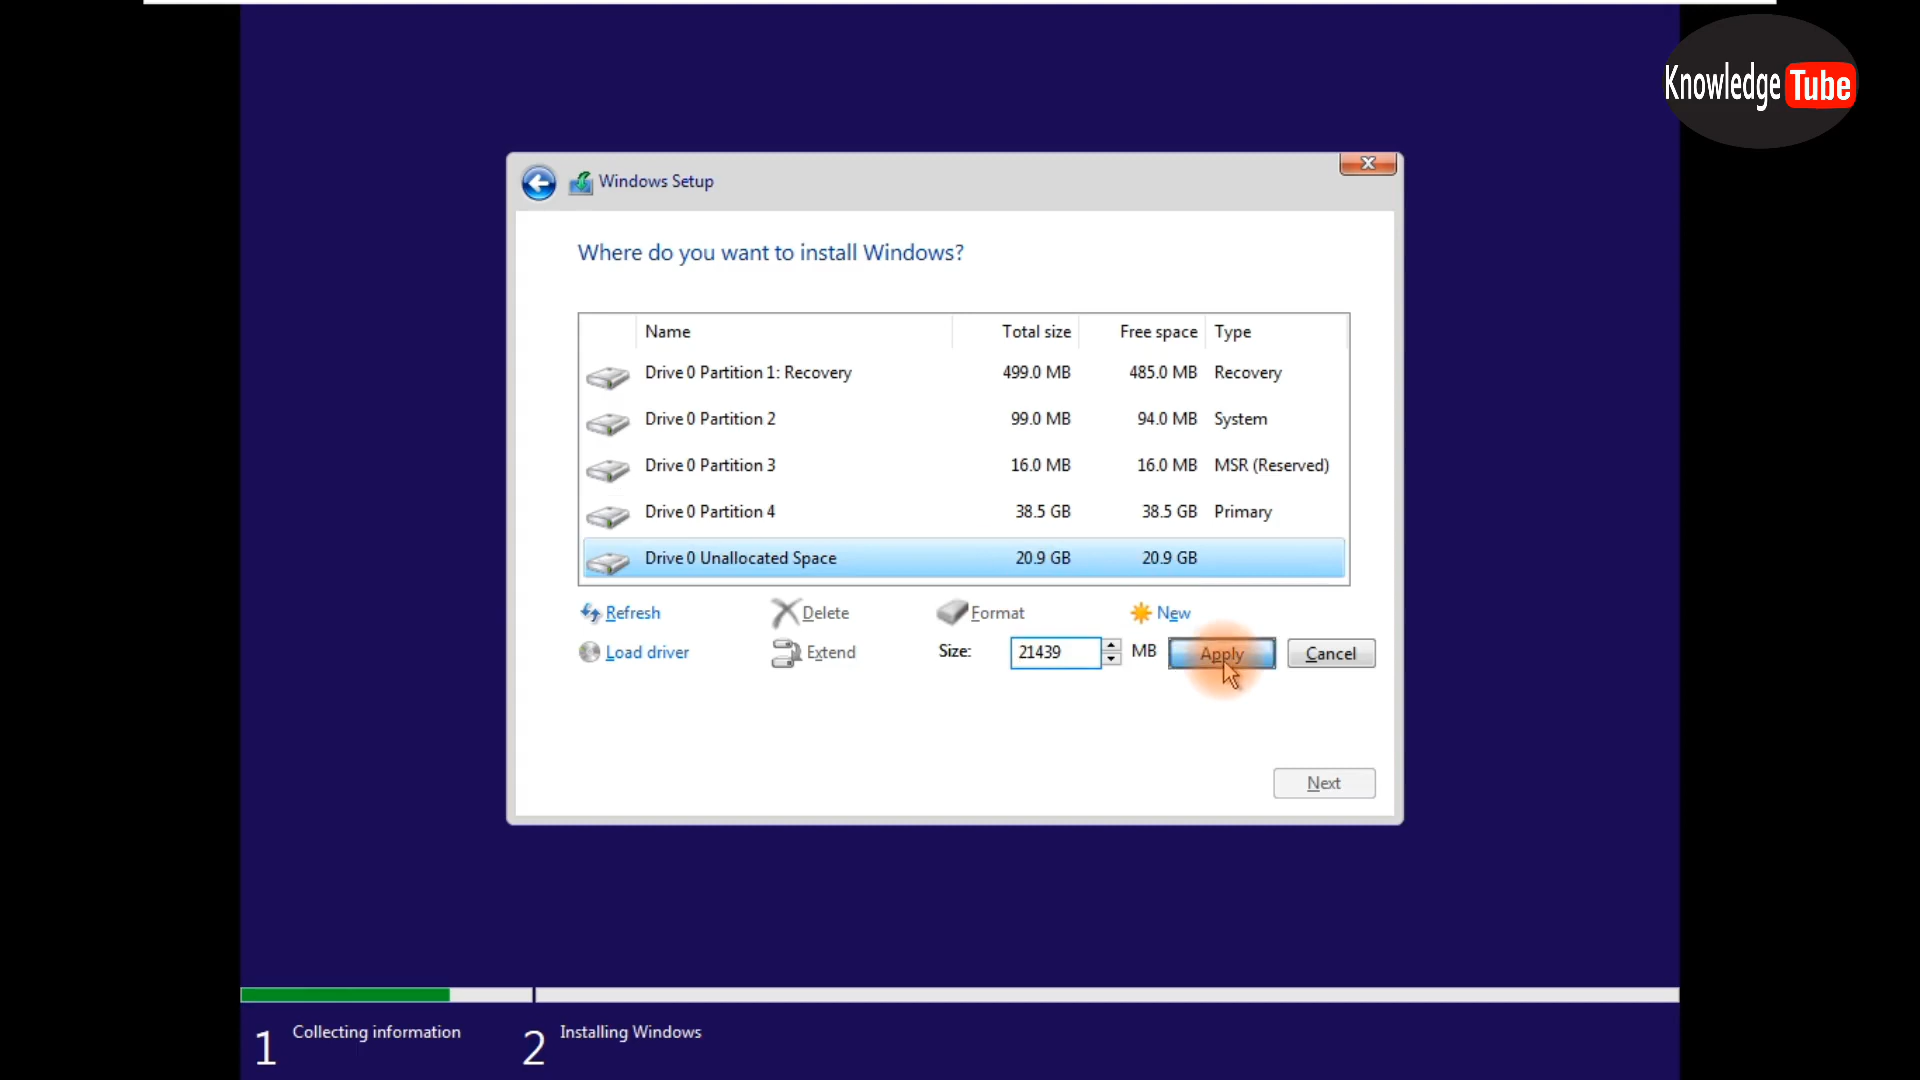 Knowledge Tube
Windows Setup
Where do you want to install Windows?
Name Total size Free space Type
Drive 0 Partition 1: Recovery 499.0 MB 485.0 MB Recovery
Drive 0 Partition 2 99.0 MB 94.0 MB System
Drive 0 Partition 3 16.0 MB 16.0 MB MSR (Reserved)
Drive 0 Partition 4 38.5 GB 38.5 GB Primary
Drive 0 Unallocated Space 20.9 GB 20.9 GB
Refresh Delete Format New
Load driver Extend Size: 21439 MB Apply Cancel
Next
1 Collecting information 2 Installing Windows